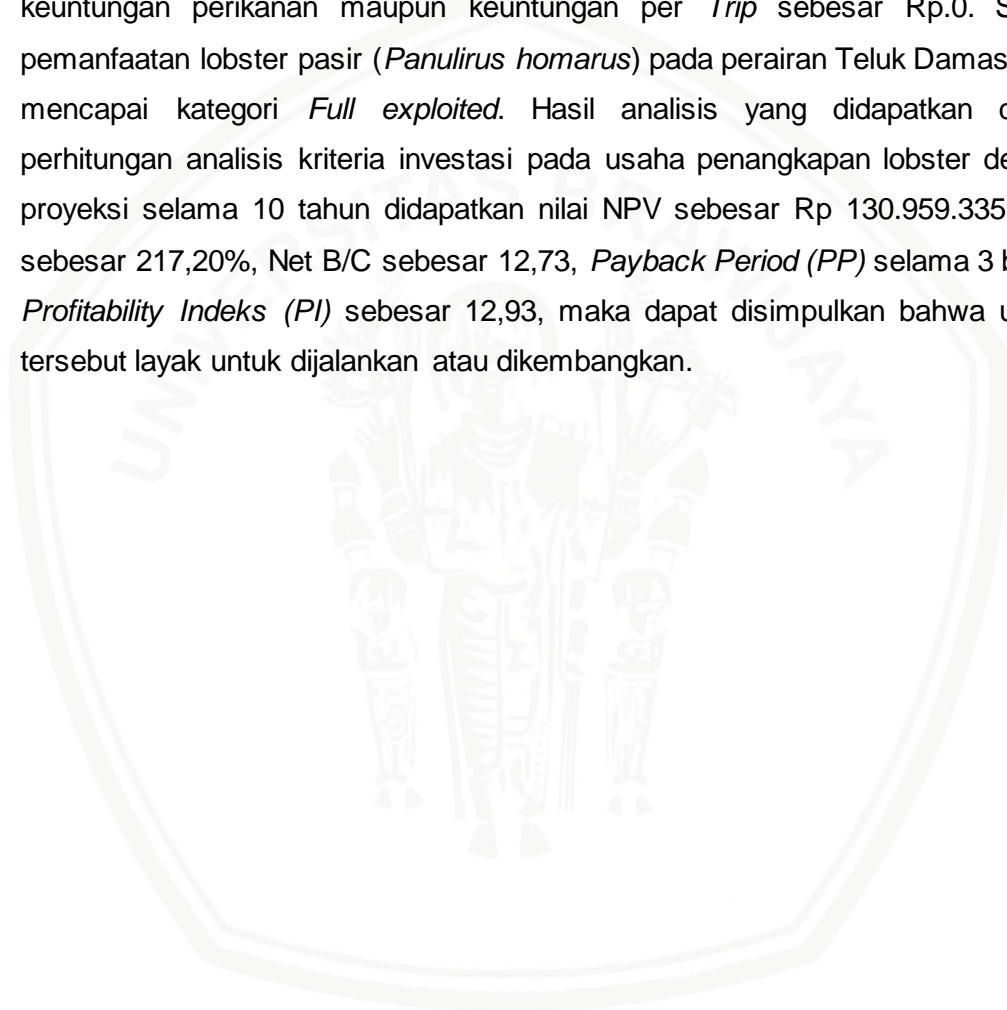 keuntungan perikanan maupun keuntungan per Trip sebesar Rp.0. S
pemanfaatan lobster pasir (Panulirus homarus) pada perairan Teluk Damas
mencapai kategori Full exploited. Hasil analisis yang didapatkan d
perhitungan analisis kriteria investasi pada usaha penangkapan lobster de
proyeksi selama 10 tahun didapatkan nilai NPV sebesar Rp 130.959.335
sebesar 217,20%, Net B/C sebesar 12,73, Payback Period (PP) selama 3 b
Profitability Indeks (PI) sebesar 12,93, maka dapat disimpulkan bahwa u
tersebut layak untuk dijalankan atau dikembangkan.
UNIVERSITAS BRAWIJAYA